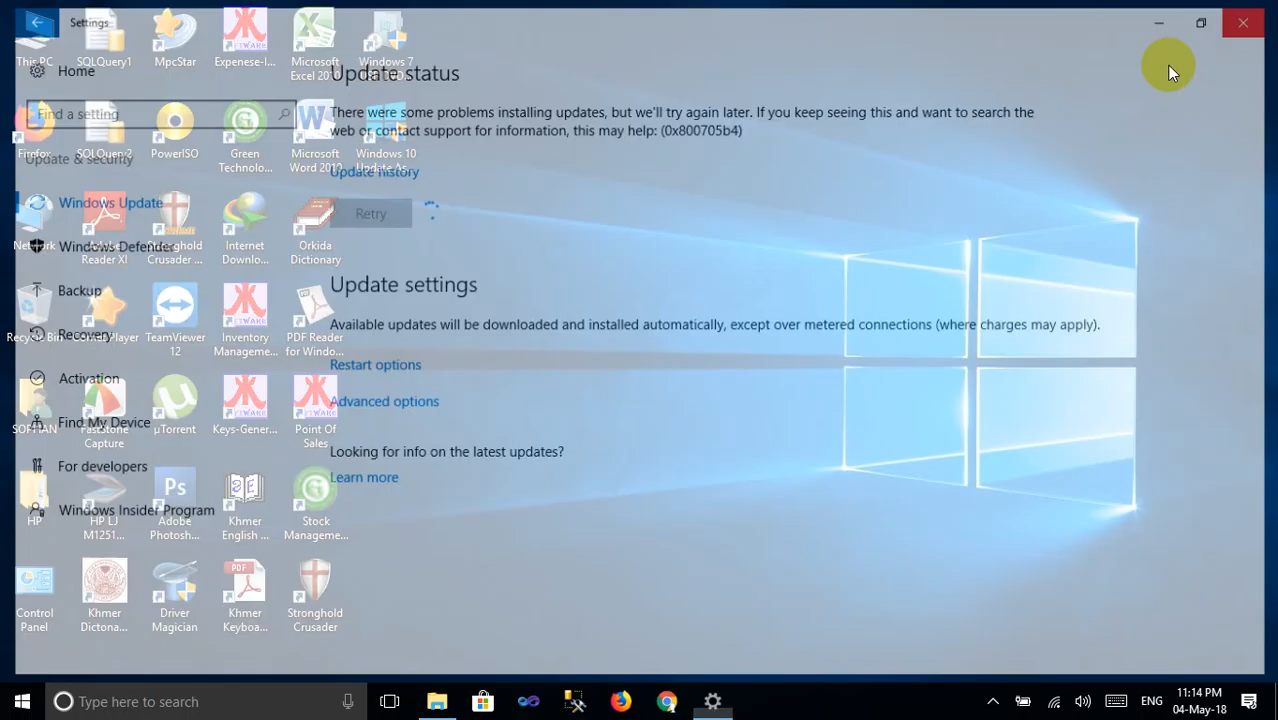 Settings
Home
Find a setting
Update & security
Windows Update
Windows Defender
Backup
Recovery
Activation
Find My Device
For developers
Windows Insider Program
Update status
There were some problems installing updates, but we'll try again later. If you keep seeing this and want to search the
web or contact support for information, this may help: (0x800705b4)
Update history
Retry
Update settings
Available updates will be downloaded and installed automatically, except over metered connections (where charges may apply).
Restart options
Advanced options
Looking for info on the latest updates?
Learn more
This PC
SQLQuery1
MpcStar
Expenese-I...
Microsoft
Excel 2010
Windows 7
Firefox
SQLQuery2
PowerISO
Green
Technolo...
Microsoft
Word 2010
Windows 10
Update As...
Network
Adobe
Reader XI
Stronghold
Crusader ...
Internet
Downlo...
Orkida
Dictionary
Recycle Bin
Player
TeamViewer
12
Inventory
Manageme...
PDF Reader
for Windo...
FastStone
Capture
µTorrent
Keys-Gener...
Point Of
Sales
HP
HP LJ
M1251...
Ps
Adobe
Photosh...
Khmer
English ...
Stock
Manageme...
Control
Panel
Khmer
Dictona...
Driver
Magician
PDF
Khmer
Keyboa...
Stronghold
Crusader
Type here to search
ENG
11:14 PM
04-May-18